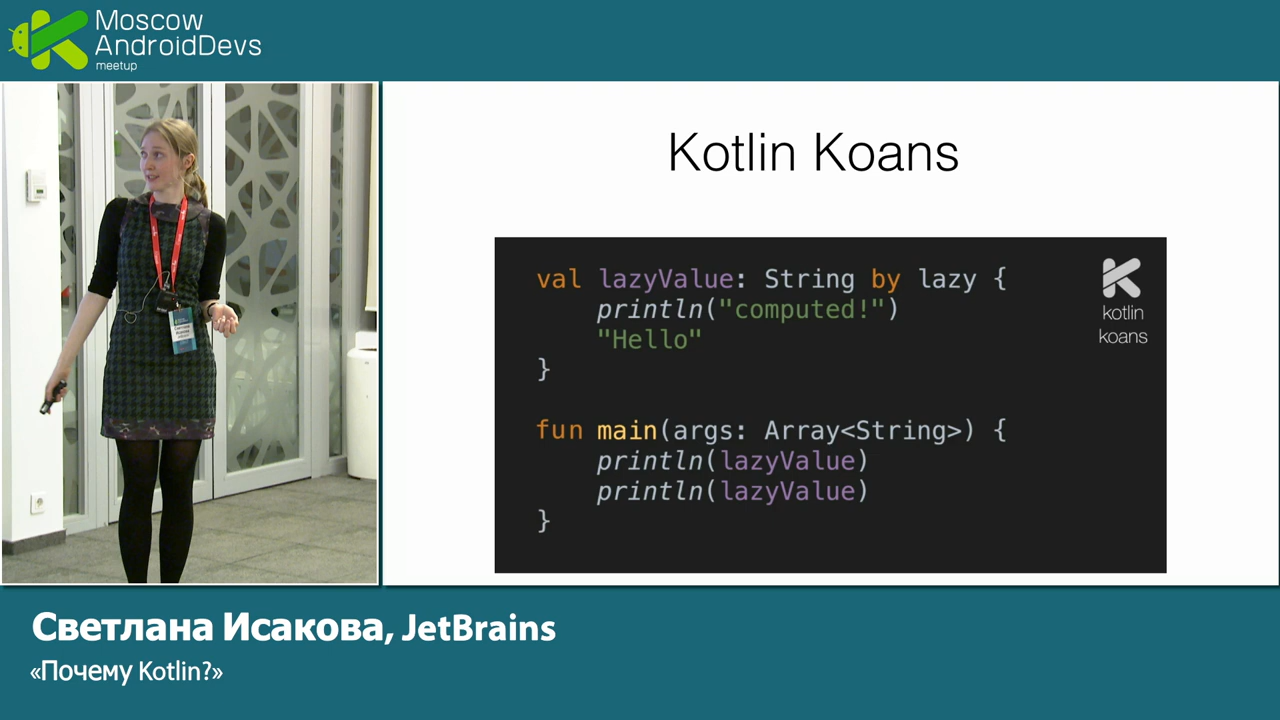 Moscow
AndroidDevs
meetup
Kotlin Koans
val lazyValue: String by lazy {
    println("computed!")
    "Hello"
}
fun main(args: Array<String>) {
    println(lazyValue)
    println(lazyValue)
}
kotlin
koans
Светлана Исакова, JetBrains
«Почему Kotlin?»